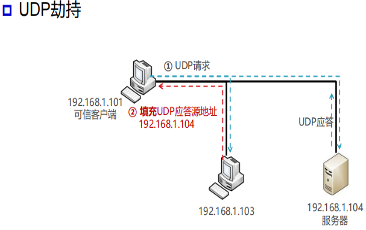 UDP劫持
① UDP请求
192.168.1.101
可信客户端
② 填充UDP应答源地址
192.168.1.104
UDP应答
192.168.1.103
192.168.1.104
服务器